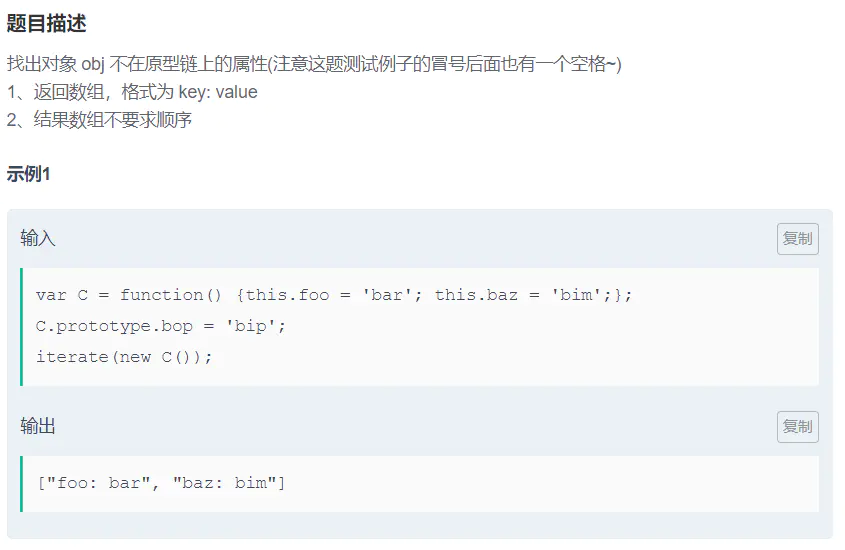 题目描述
找出对象 obj 不在原型链上的属性(注意这题测试例子的冒号后面也有一个空格~)
1、返回数组，格式为 key: value
2、结果数组不要求顺序
示例1
输入
复制
var C = function() {this.foo = 'bar'; this.baz = 'bim';};
C.prototype.bop = 'bip';
iterate(new C());
输出
复制
["foo: bar", "baz: bim"]